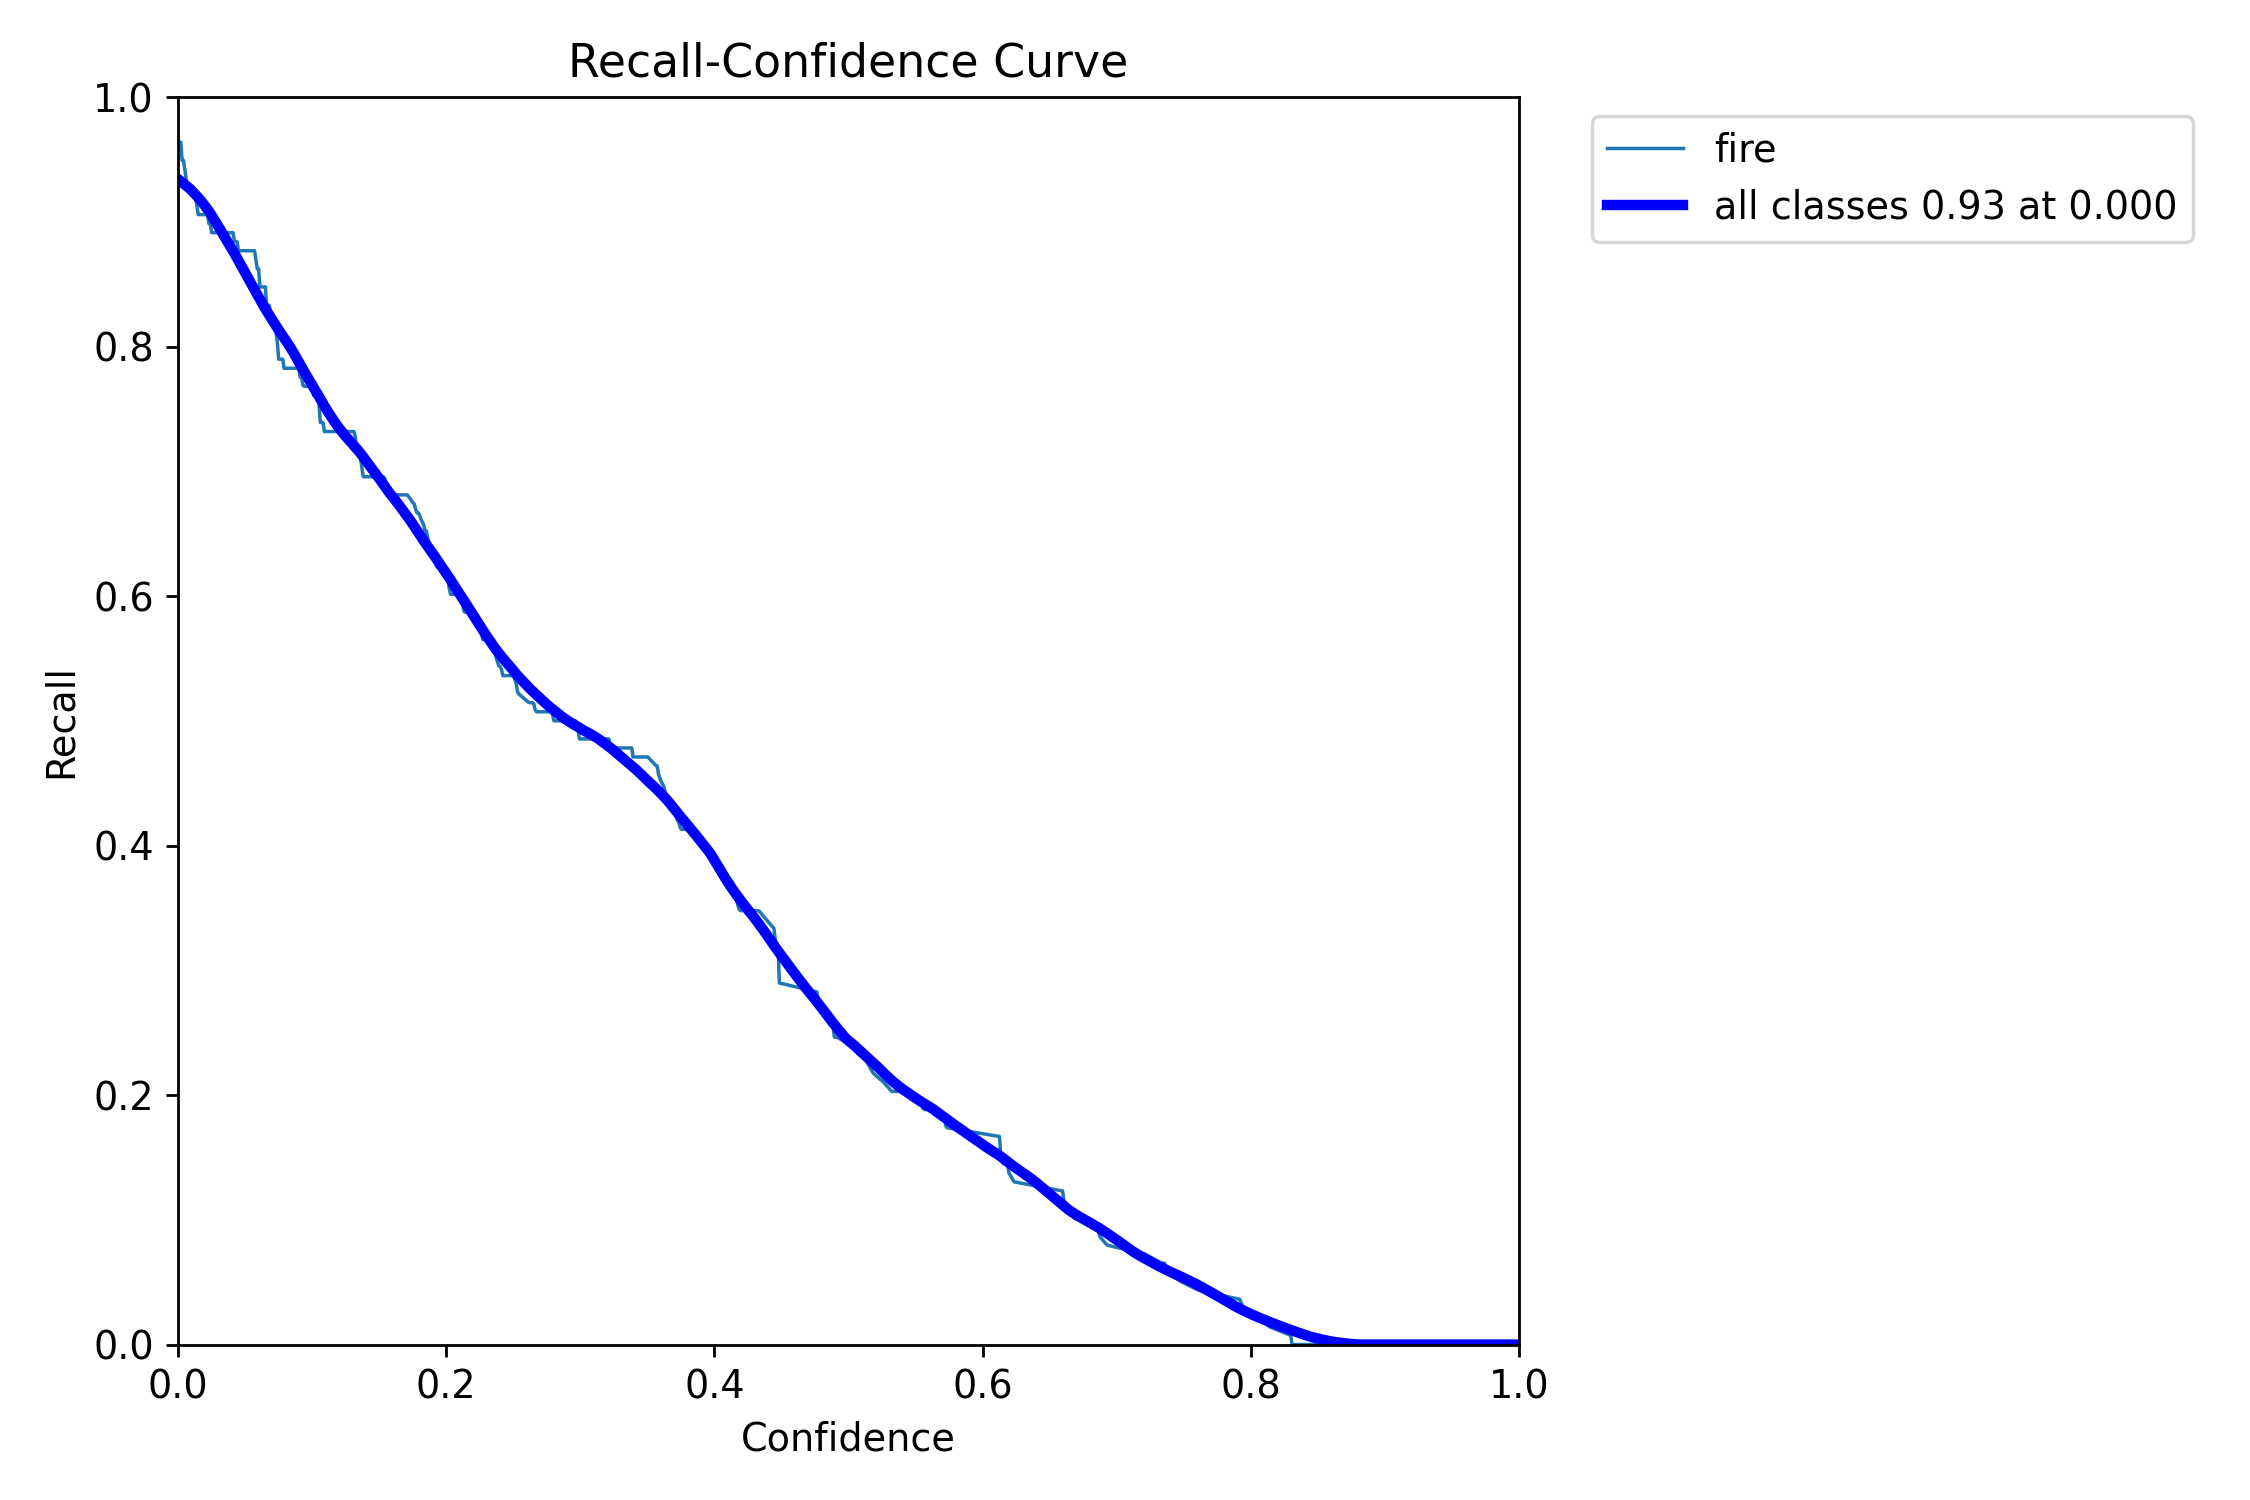 Recall-Confidence Curve
1.0
0.8
0.6
0.4
0.2
0.0
Recall
0.0 0.2 0.4 0.6 0.8 1.0
Confidence
fire
all classes 0.93 at 0.000